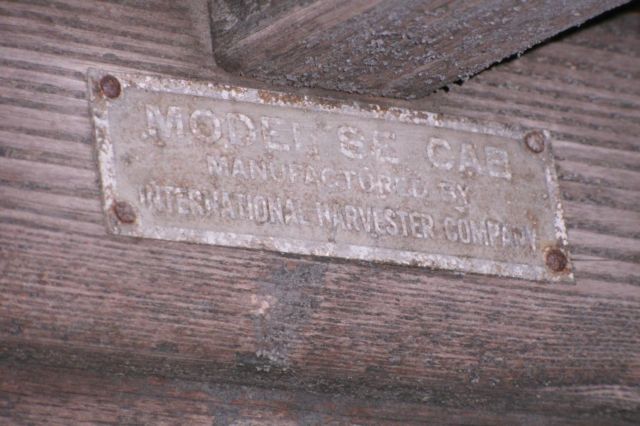 MODEL SE CAB
MANUFACTURED BY
INTERNATIONAL HARVESTER COMPANY